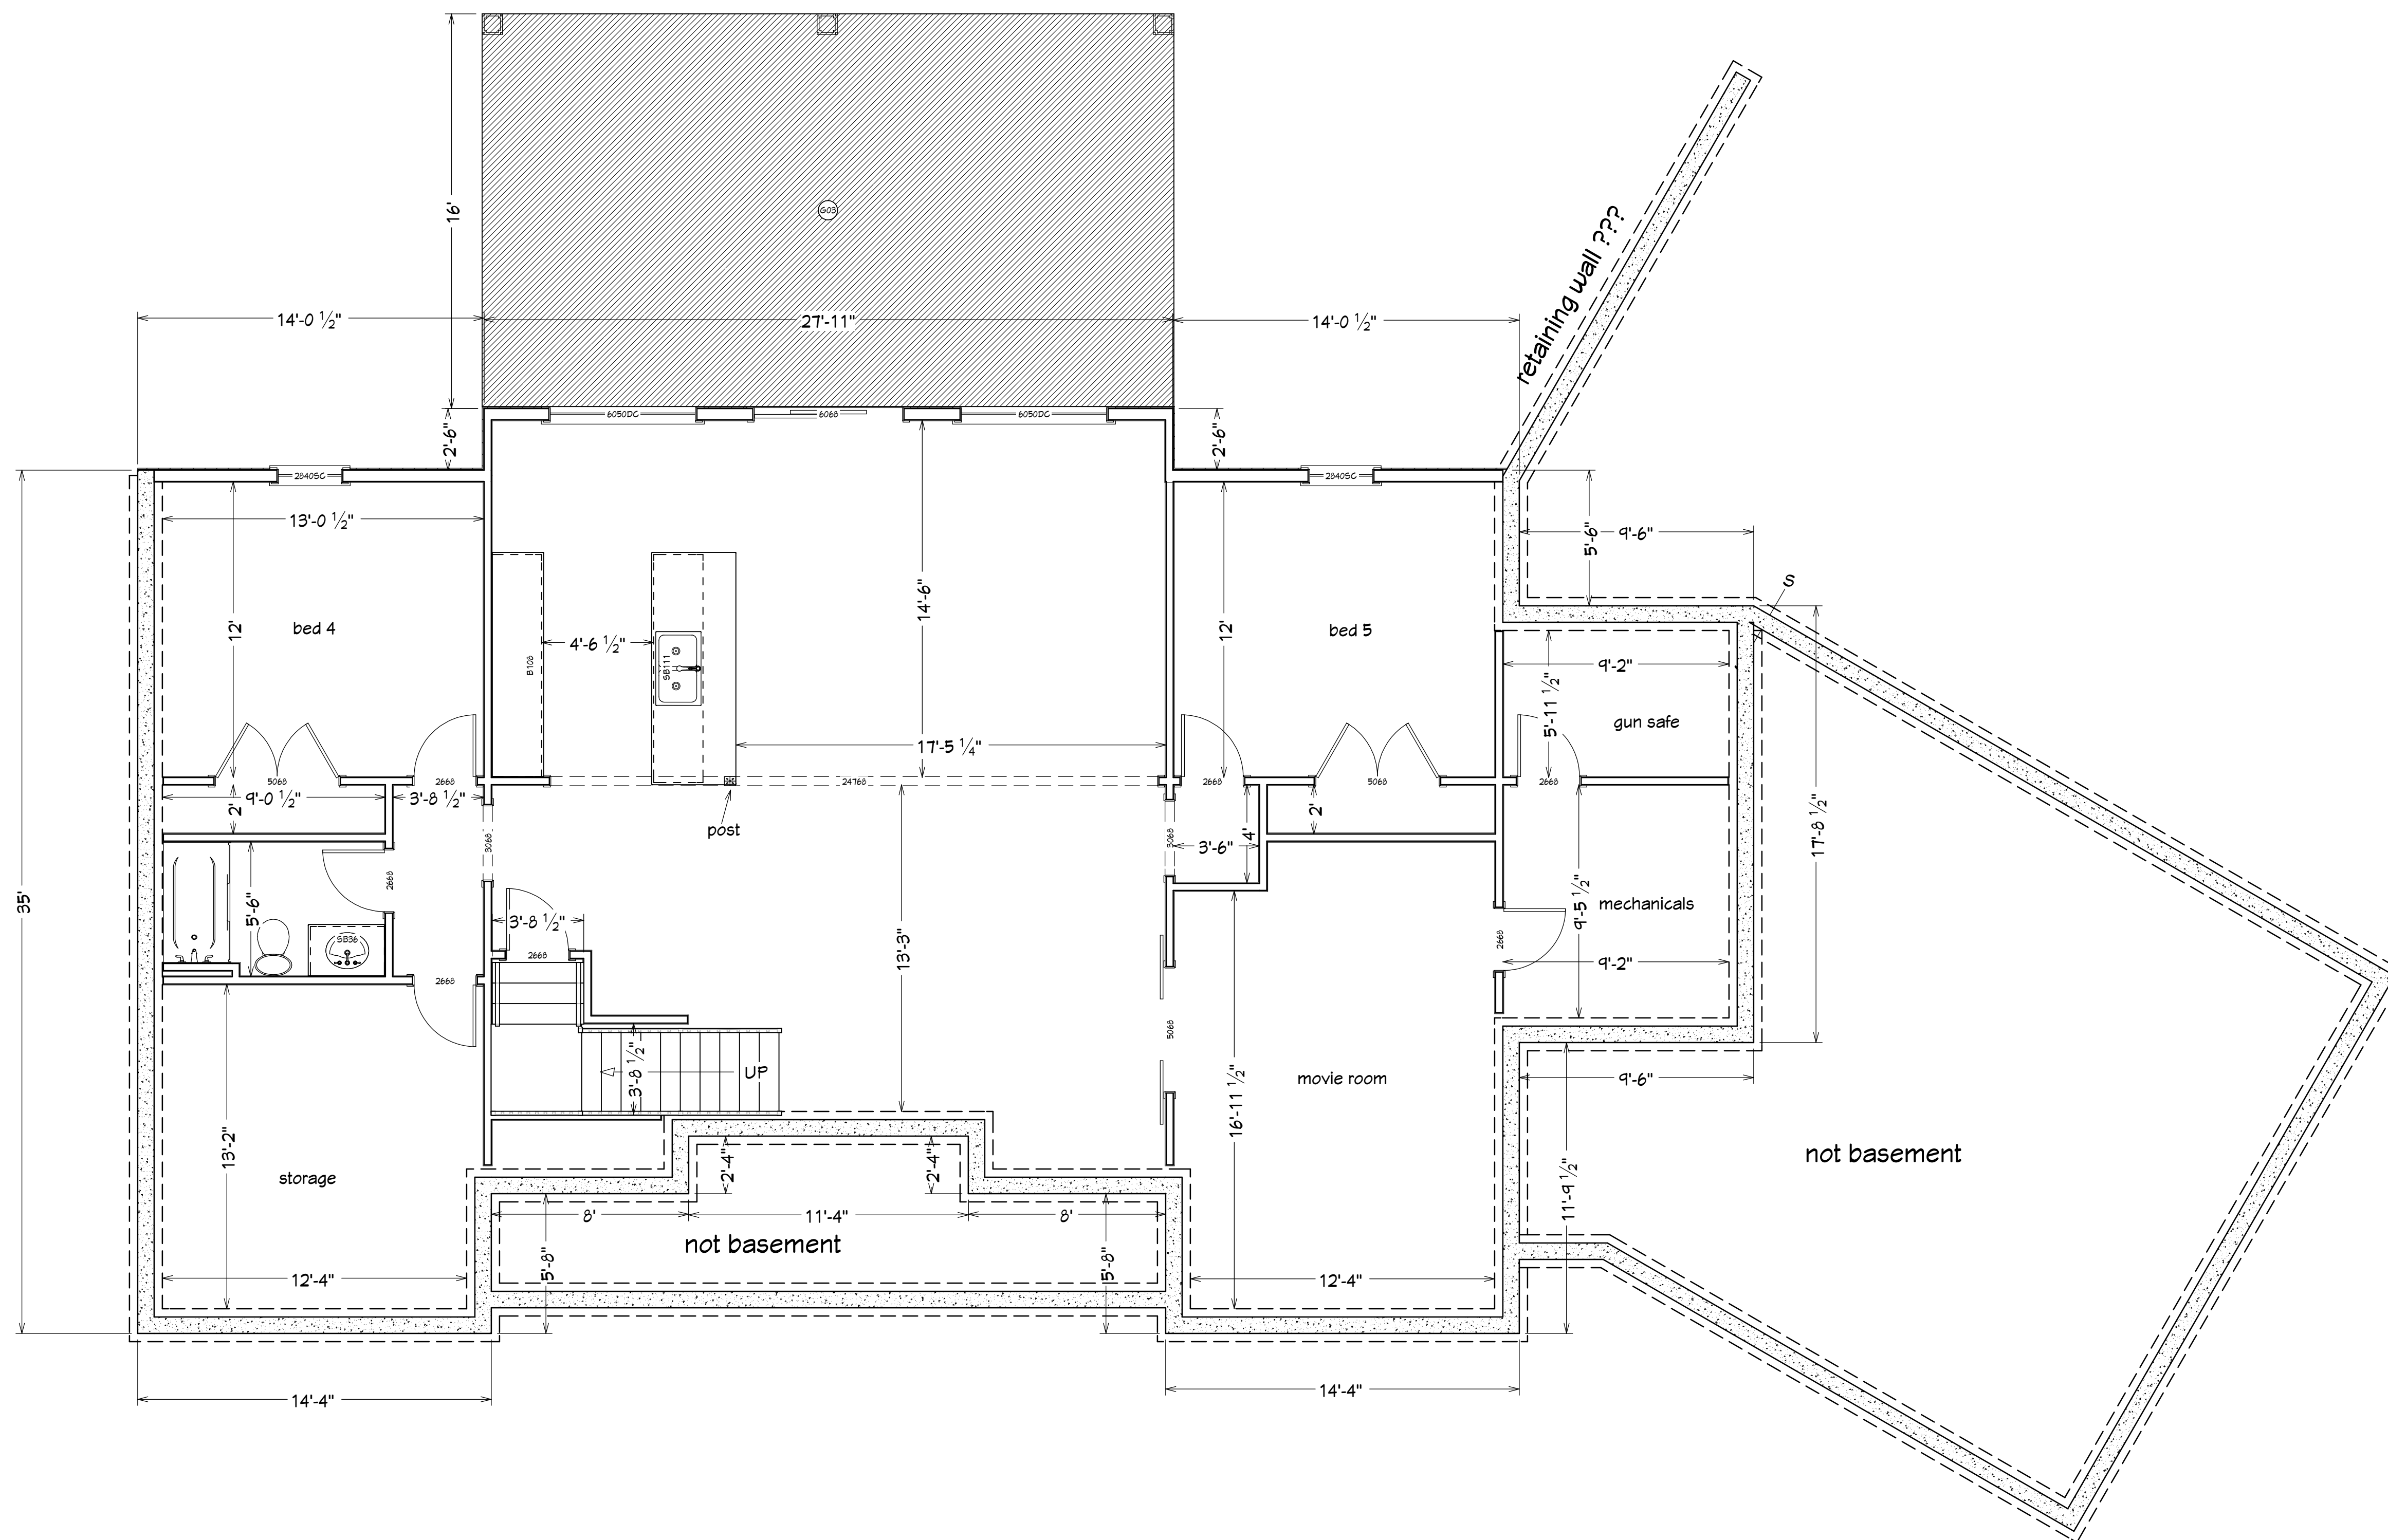 16'
G03
retaining wall ???
14'-0 1/2"
27'-11"
14'-0 1/2"
2'-6"
6050DC
6068
6050DC
2'-6"
2840SC
2840SC
35'
13'-0 1/2"
12'
bed 4
14'-6"
4'-6 1/2"
B108
SB111
17'-5 1/4"
12'
bed 5
5'-6"
9'-6"
S
9'-2"
5'-11 1/2"
gun safe
5068
2668
24768
2668
5068
2668
9'-0 1/2"
3'-8 1/2"
2'
post
3068
3068
3'-6"
4'
2'
17'-8 1/2"
2668
5'-6"
SB36
3'-8 1/2"
2668
2668
13'-3"
9'-5 1/2"
mechanicals
2668
9'-2"
5068
3'-8 1/2"
UP
movie room
16'-11 1/2"
9'-6"
13'-2"
storage
2'-4"
2'-4"
8'
11'-4"
8'
not basement
5'-8"
5'-8"
11'-9 1/2"
not basement
12'-4"
12'-4"
14'-4"
14'-4"